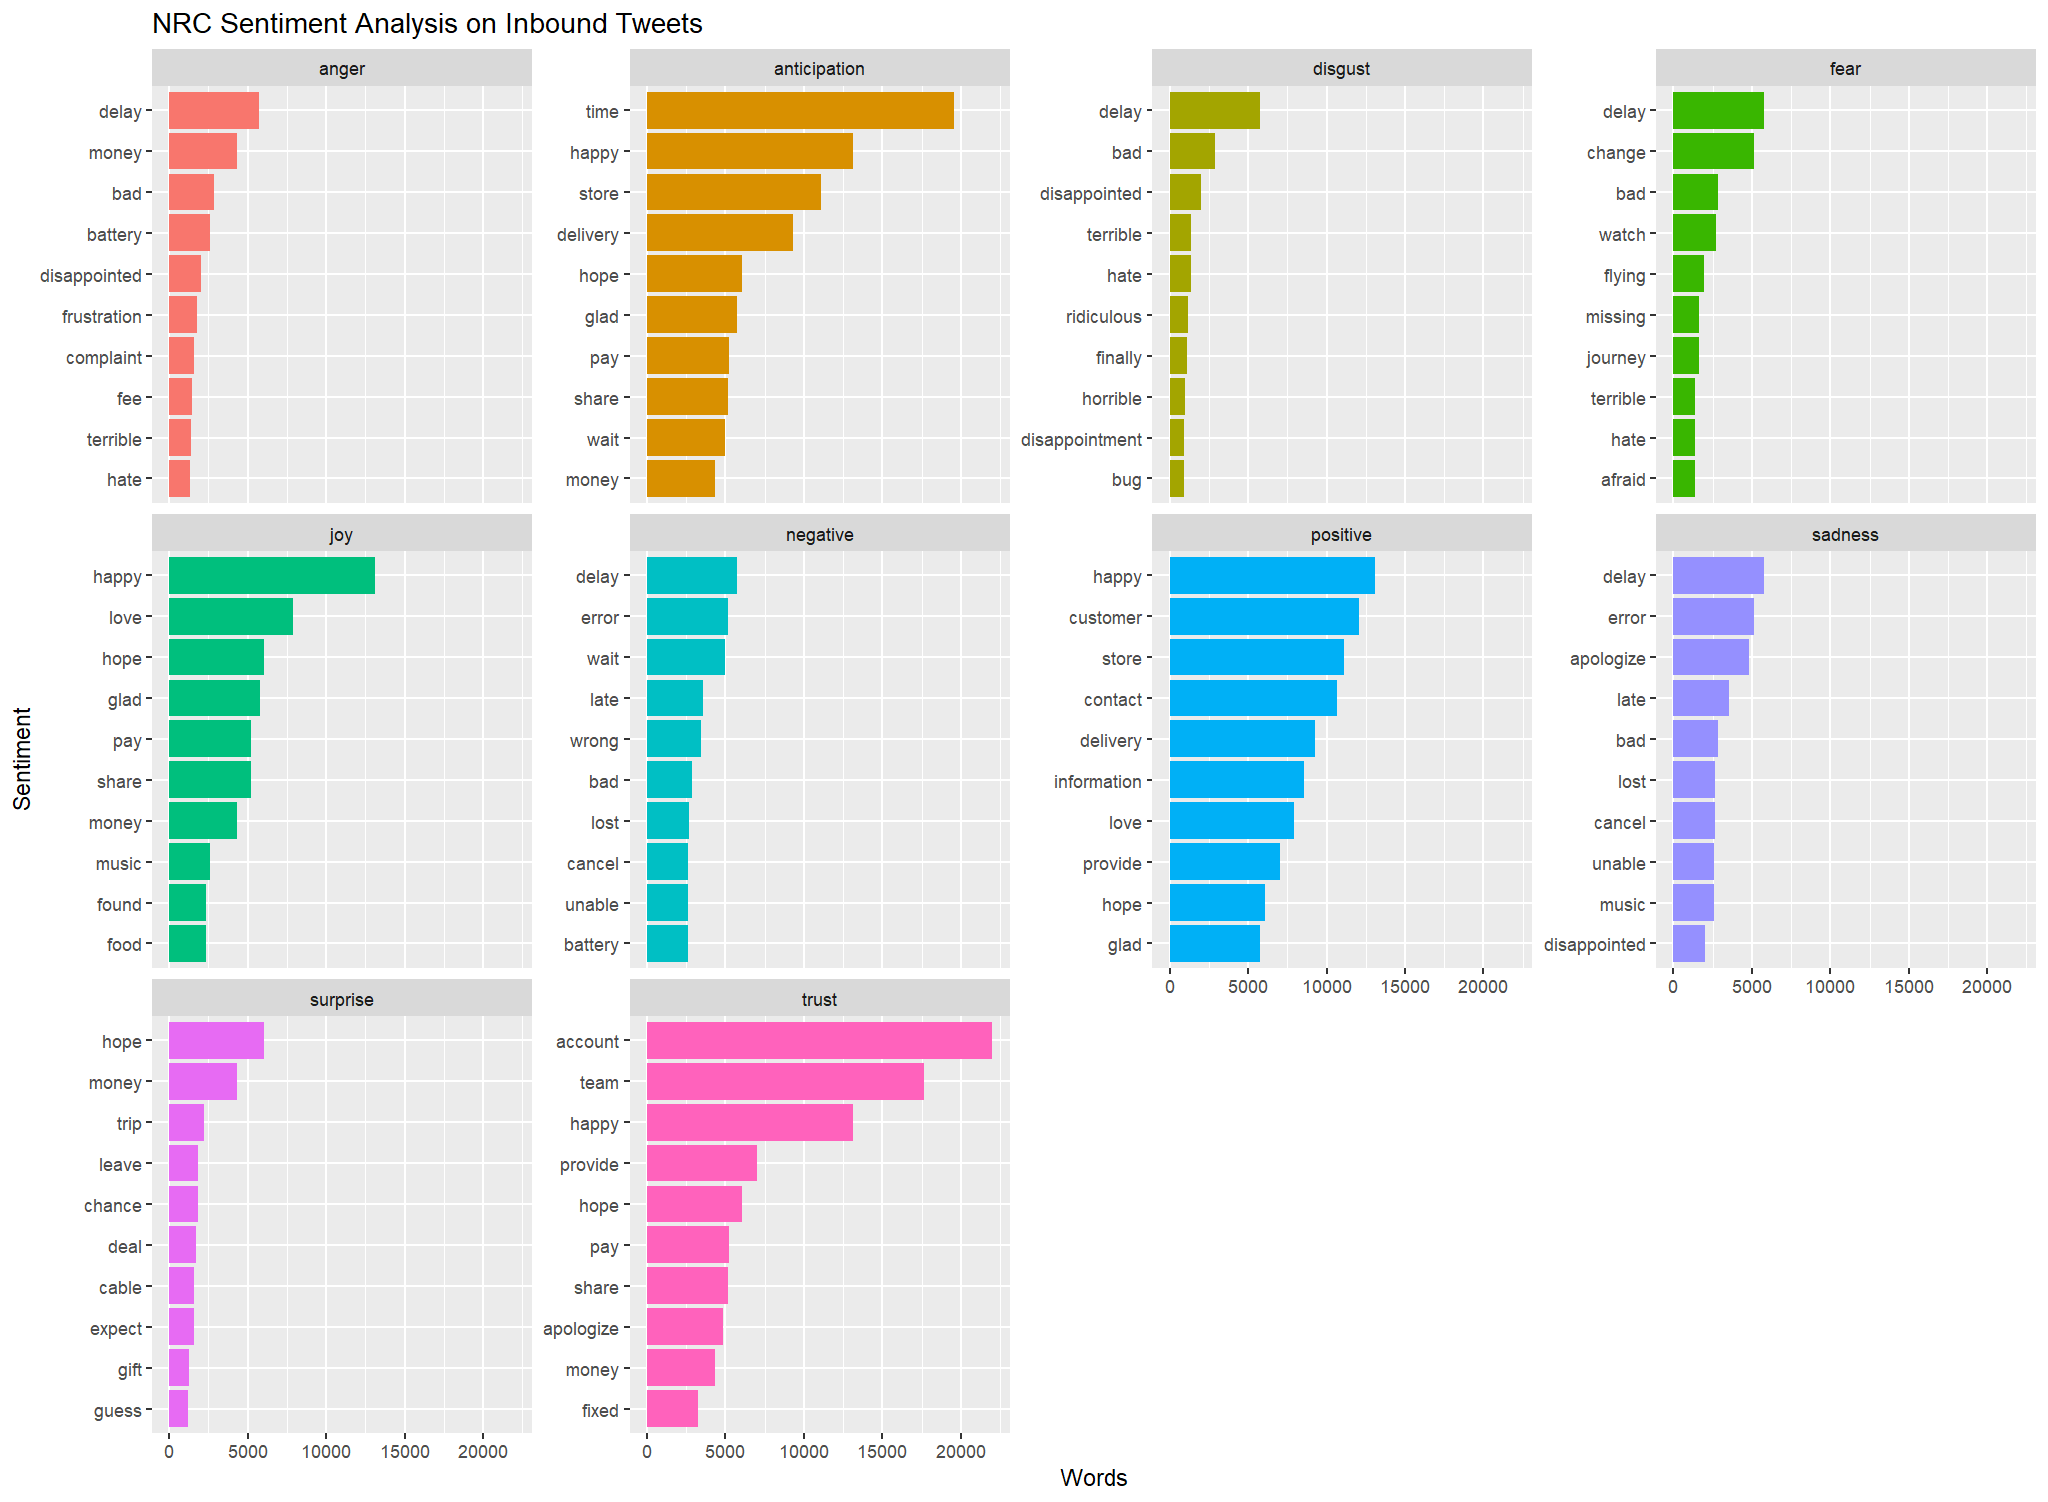 NRC Sentiment Analysis on Inbound Tweets
anger
delay
money
bad
battery
disappointed
frustration
complaint
fee
terrible
hate
anticipation
time
happy
store
delivery
hope
glad
pay
share
wait
money
disgust
delay
bad
disappointed
terrible
hate
ridiculous
finally
horrible
disappointment
bug
fear
delay
change
bad
watch
flying
missing
journey
terrible
hate
afraid
joy
happy
love
hope
glad
pay
share
money
music
found
food
negative
delay
error
wait
late
wrong
bad
lost
cancel
unable
battery
positive
happy
customer
store
contact
delivery
information
love
provide
hope
glad
0 5000 10000 15000 20000
sadness
delay
error
apologize
late
bad
lost
cancel
unable
music
disappointed
0 5000 10000 15000 20000
surprise
hope
money
trip
leave
chance
deal
cable
expect
gift
guess
0 5000 10000 15000 20000
trust
account
team
happy
provide
hope
pay
share
apologize
money
fixed
0 5000 10000 15000 20000
Sentiment
Words